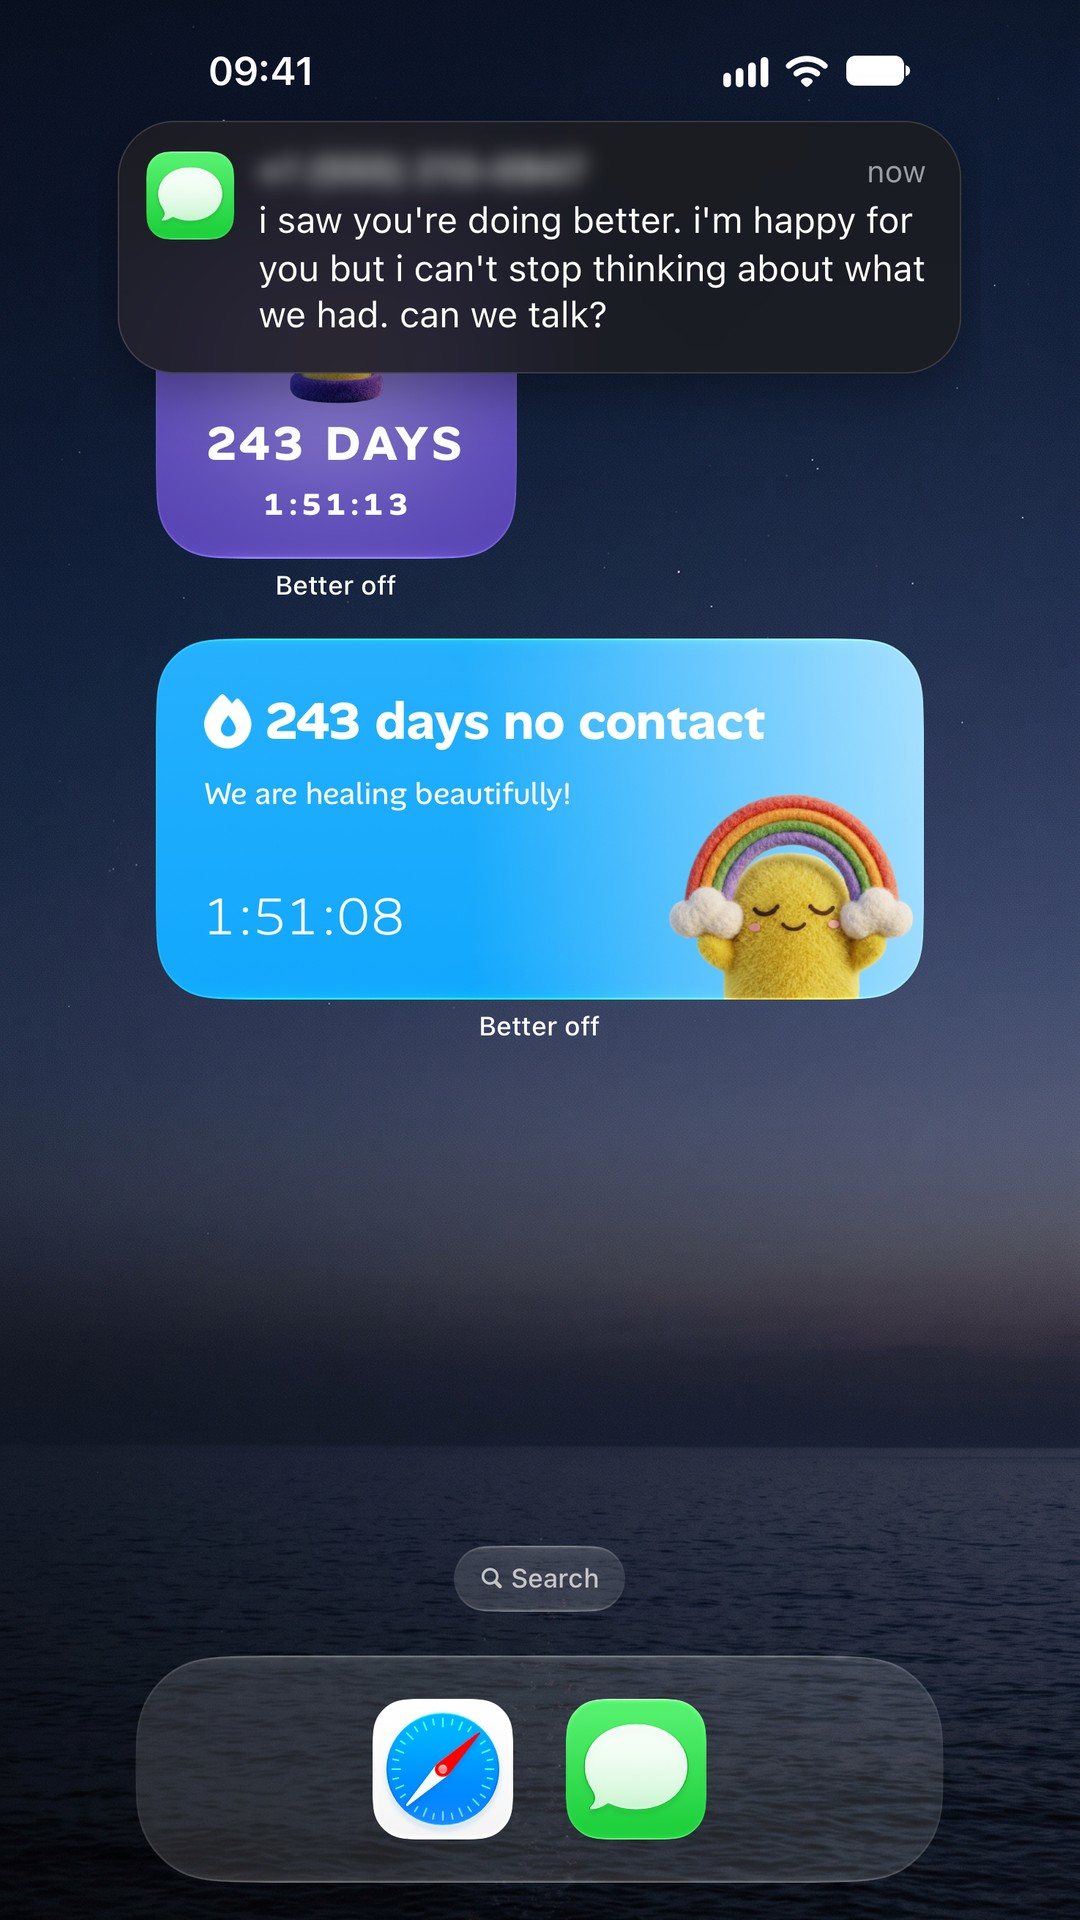 09:41
now
i saw you're doing better. i'm happy for
you but i can't stop thinking about what
we had. can we talk?
243 DAYS
1:51:13
Better off
243 days no contact
We are healing beautifully!
1:51:08
Better off
Search